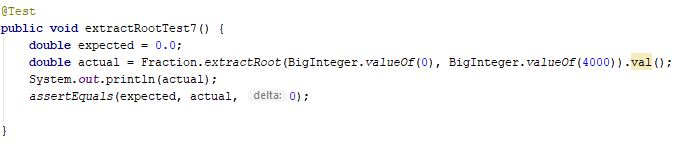 @Test
public void extractRootTest7() {
    double expected = 0.0;
    double actual = Fraction.extractRoot(BigInteger.valueOf(0), BigInteger.valueOf(4000)).val();
    System.out.println(actual);
    assertEquals(expected, actual, delta: 0);
}